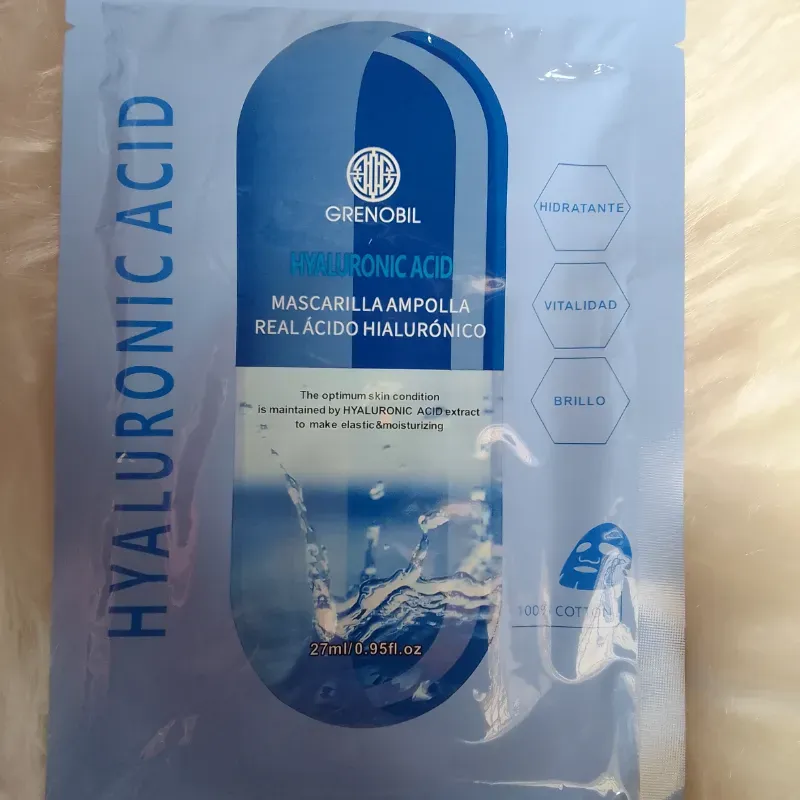 HYALURONIC ACID
GRENOBIL
HYALURONIC ACID
MASCARILLA AMPOLLA
REAL ÁCIDO HIALURÓNICO
The optimum skin condition
is maintained by HYALURONIC ACID extract
to make elastic&moisturizing
27ml/0.95fl.oz
HIDRATANTE
VITALIDAD
BRILLO
100% COTTON